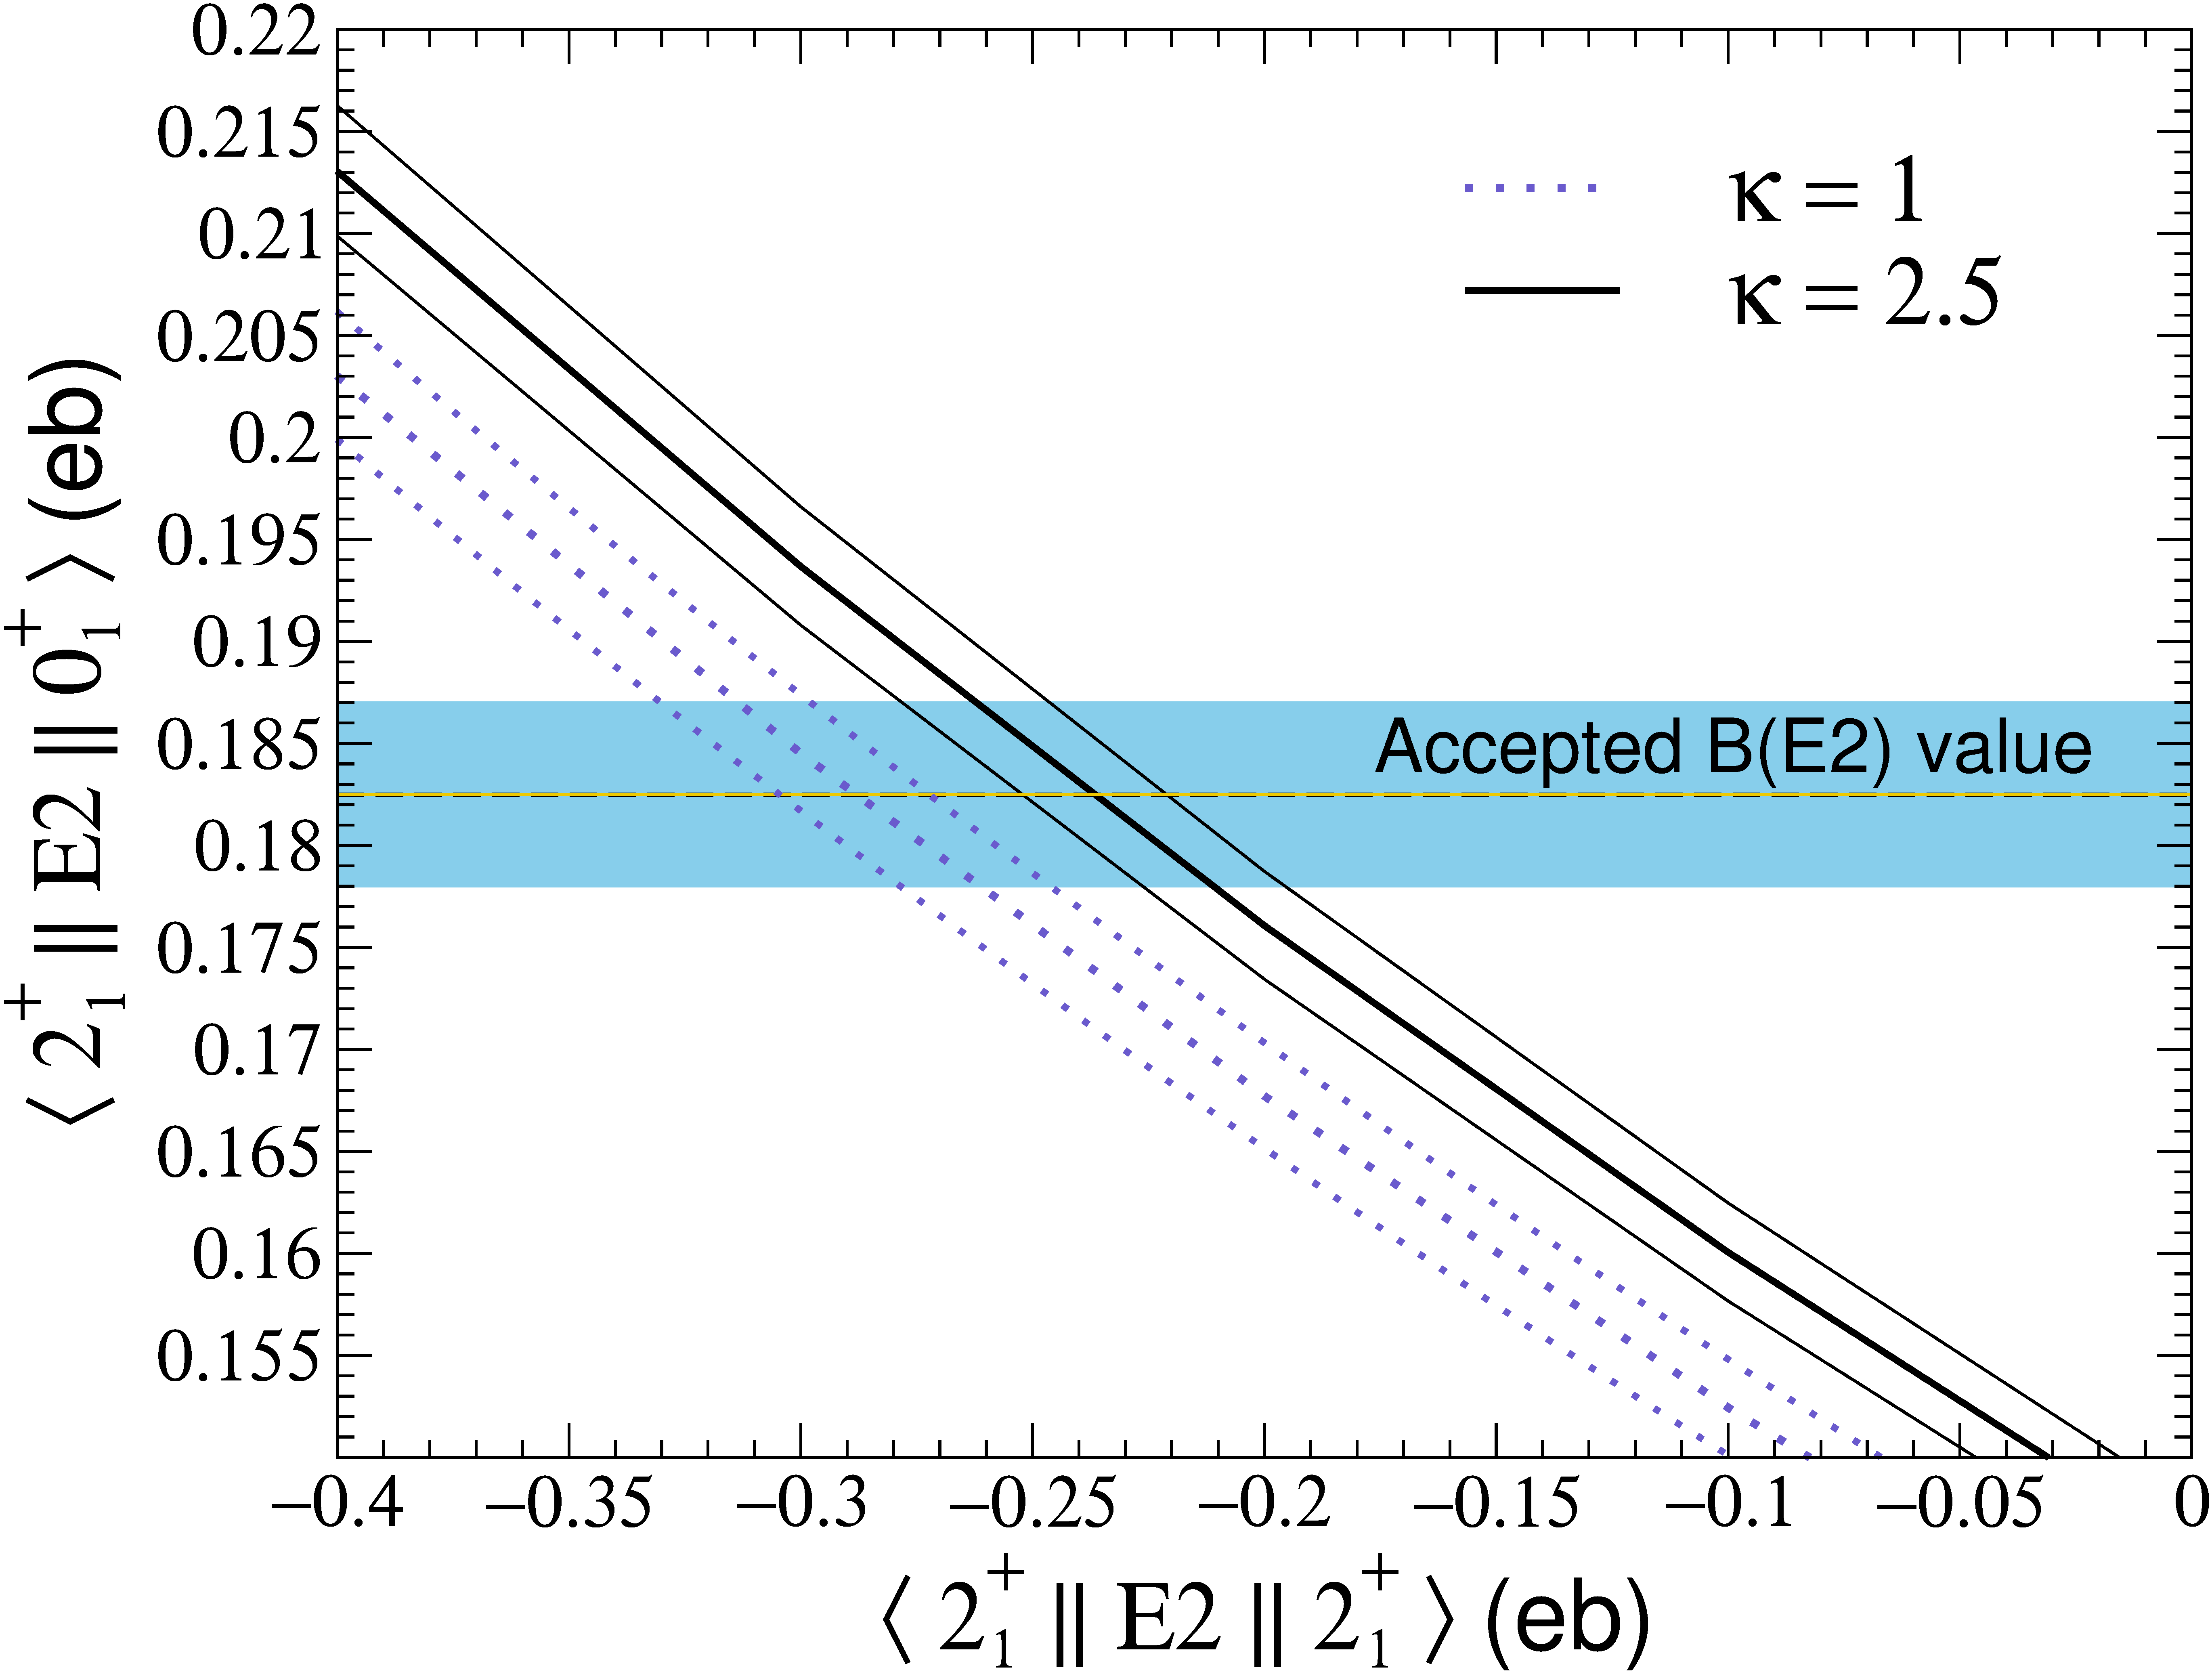 ⟨ 2₁⁺ || E2 || 0₁⁺ ⟩ (eb)
0.22
0.215
0.21
0.205
0.2
0.195
0.19
0.185
0.18
0.175
0.17
0.165
0.16
0.155
κ = 1
κ = 2.5
Accepted B(E2) value
−0.4 −0.35 −0.3 −0.25 −0.2 −0.15 −0.1 −0.05 0
⟨ 2₁⁺ || E2 || 2₁⁺ ⟩ (eb)